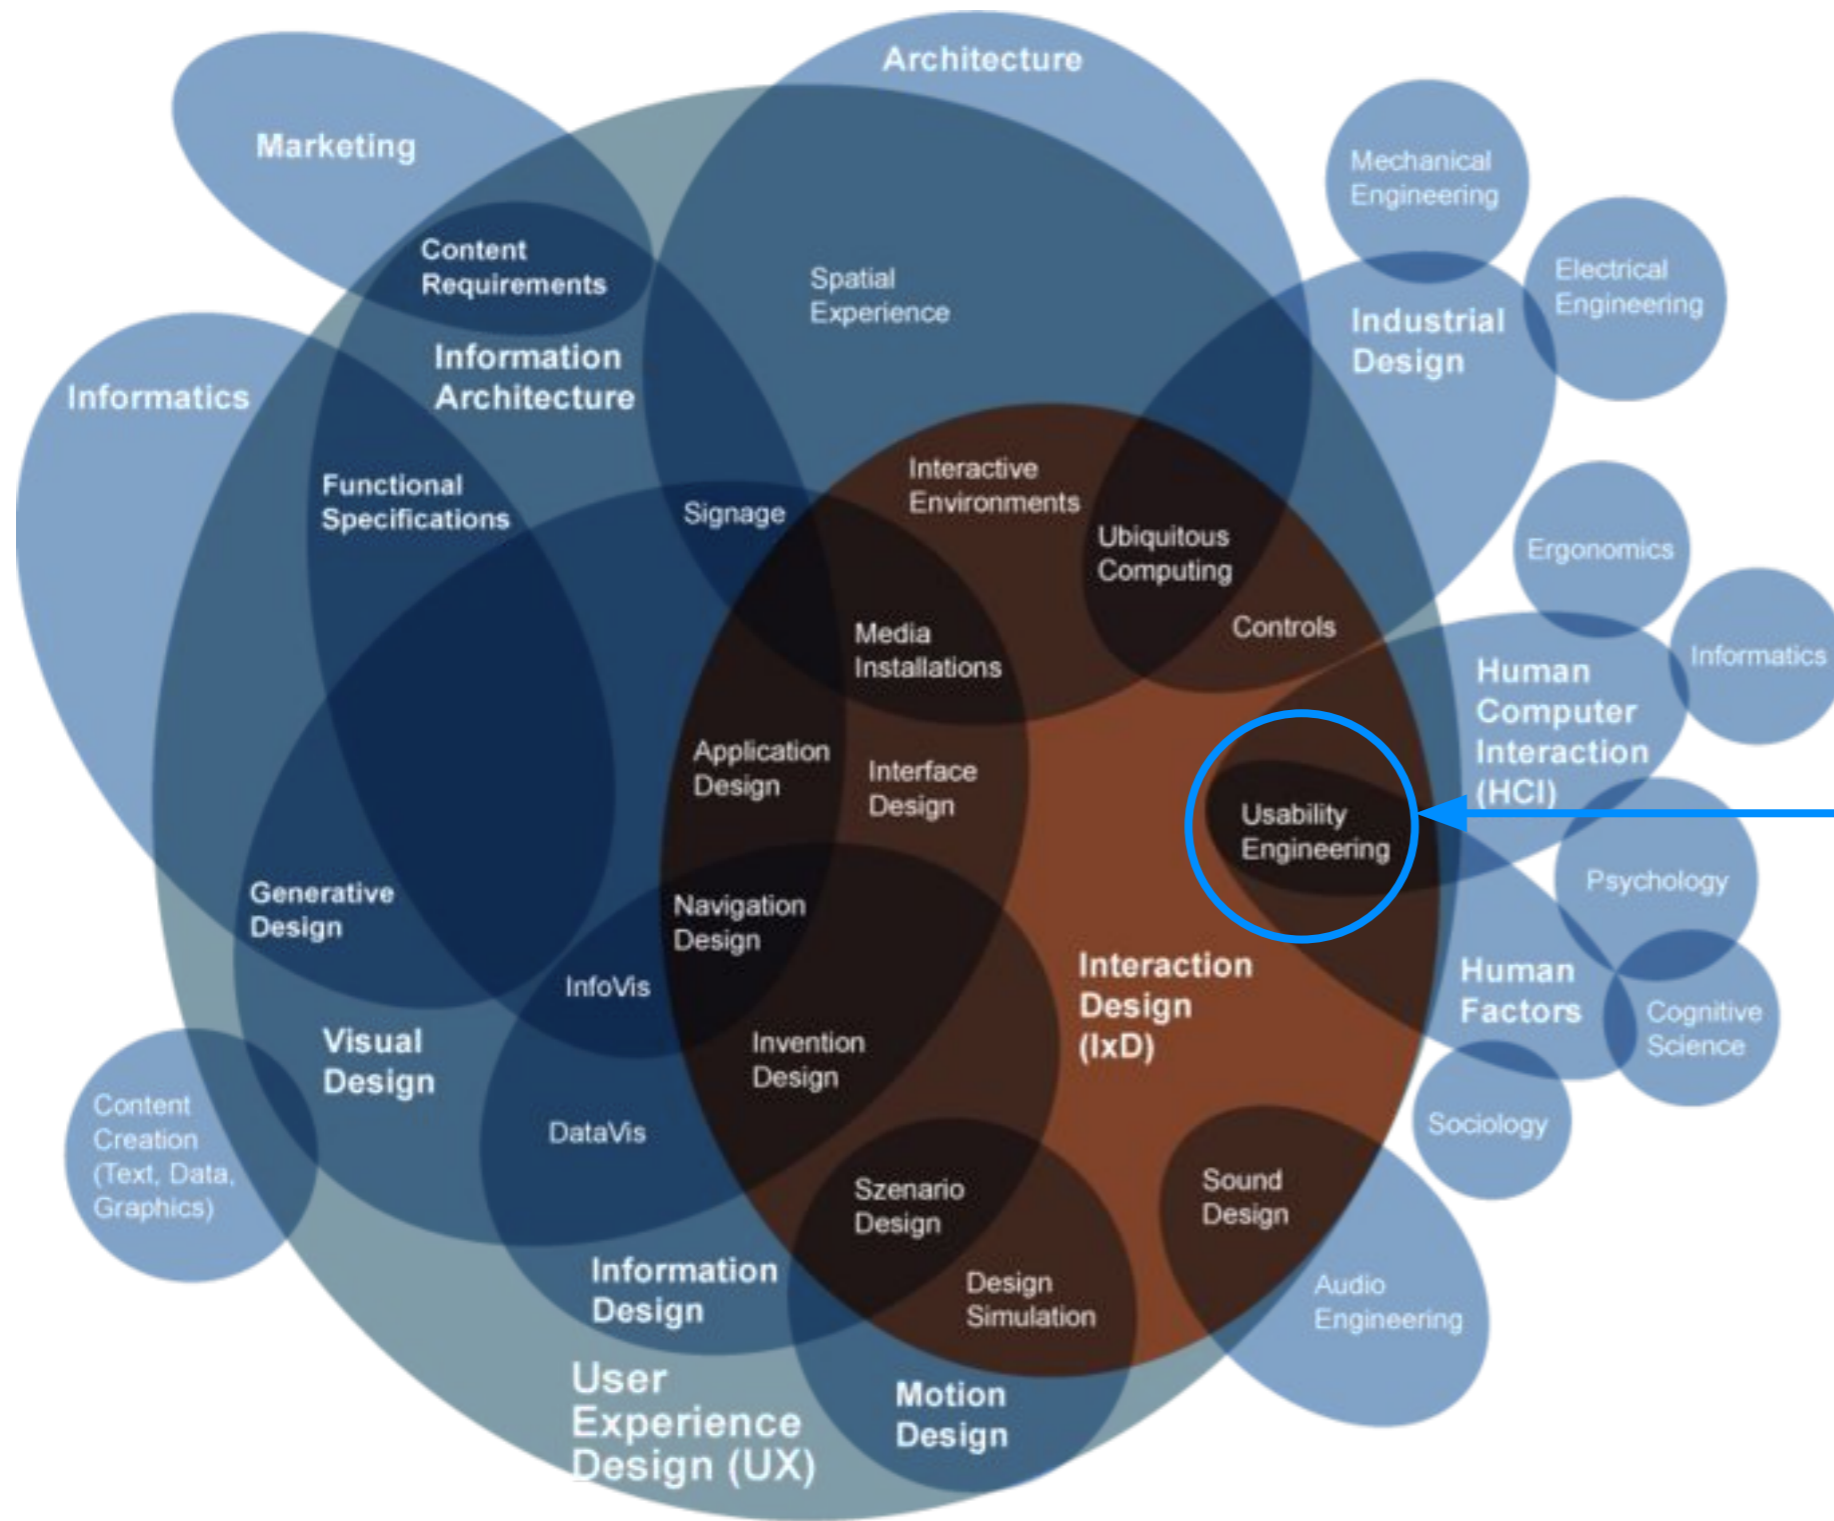 Architecture
Marketing
Mechanical
Engineering
Content
Requirements
Spatial
Experience
Electrical
Engineering
Industrial
Design
Information
Architecture
Informatics
Interactive
Environments
Functional
Specifications
Signage
Ubiquitous
Computing
Ergonomics
Controls
Media
Installations
Informatics
Human
Computer
Interaction
(HCI)
Application
Design
Interface
Design
Usability
Engineering
Psychology
Generative
Design
Navigation
Design
Interaction
Design
(IxD)
Human
Factors
InfoVis
Cognitive
Science
Visual
Design
Invention
Design
Content
Creation
(Text, Data,
Graphics)
DataVis
Sociology
Szenario
Design
Sound
Design
Information
Design
Design
Simulation
Audio
Engineering
User
Experience
Design (UX)
Motion
Design